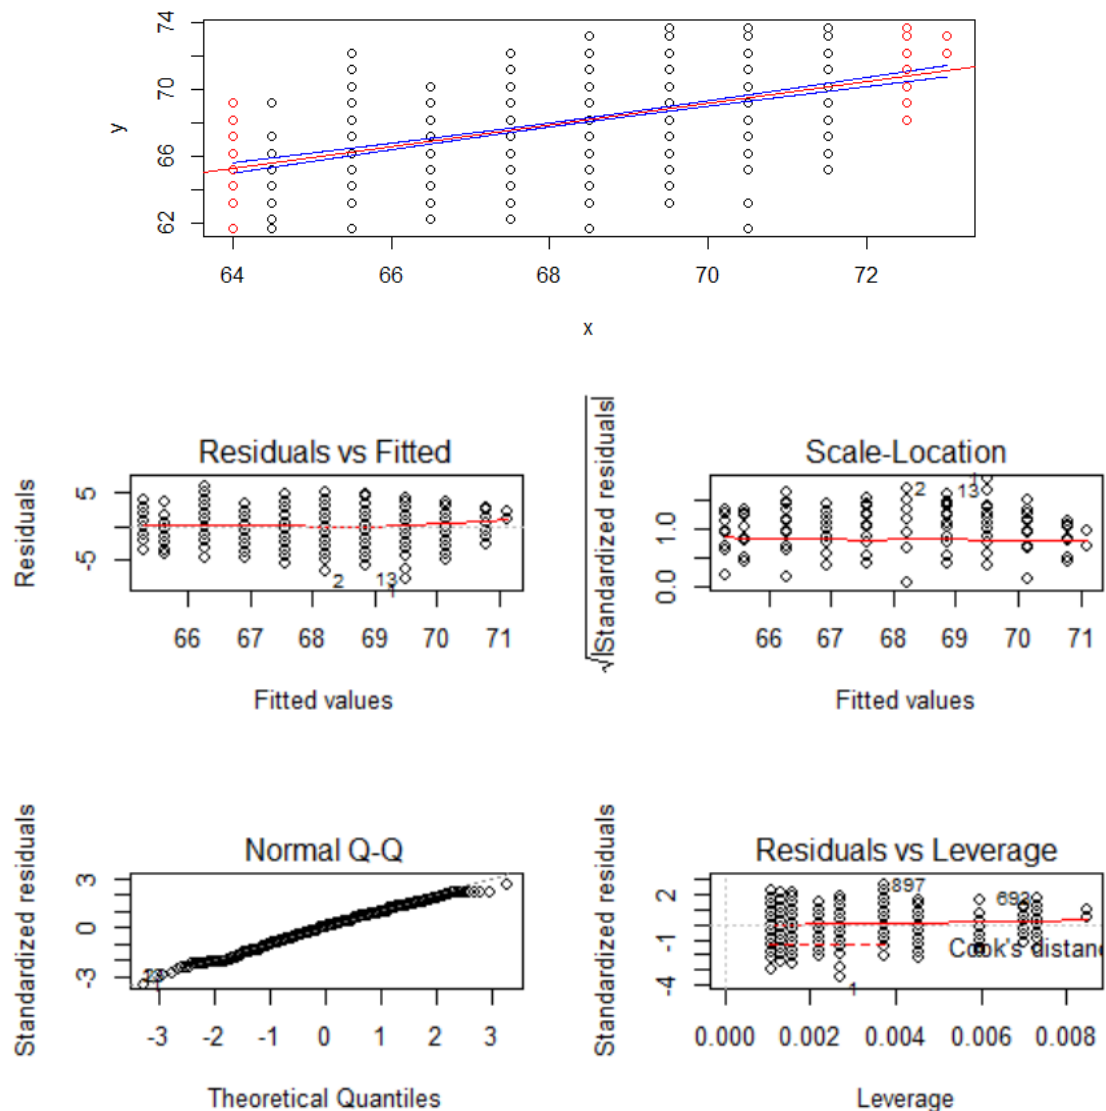 74
70
66
62
y
64 66 68 70 72
x
Residuals vs Fitted
Residuals
5
-5
2
13
1
66 67 68 69 70 71
Fitted values
Scale-Location
√|Standardized residuals|
1.0
0.0
1
2
13
66 67 68 69 70 71
Fitted values
Normal Q-Q
Standardized residuals
3
0
-3
1
-3 -2 -1 0 1 2 3
Theoretical Quantiles
Residuals vs Leverage
Standardized residuals
2
-1
-4
897
692
Cook's distanc
1
0.000 0.002 0.004 0.006 0.008
Leverage